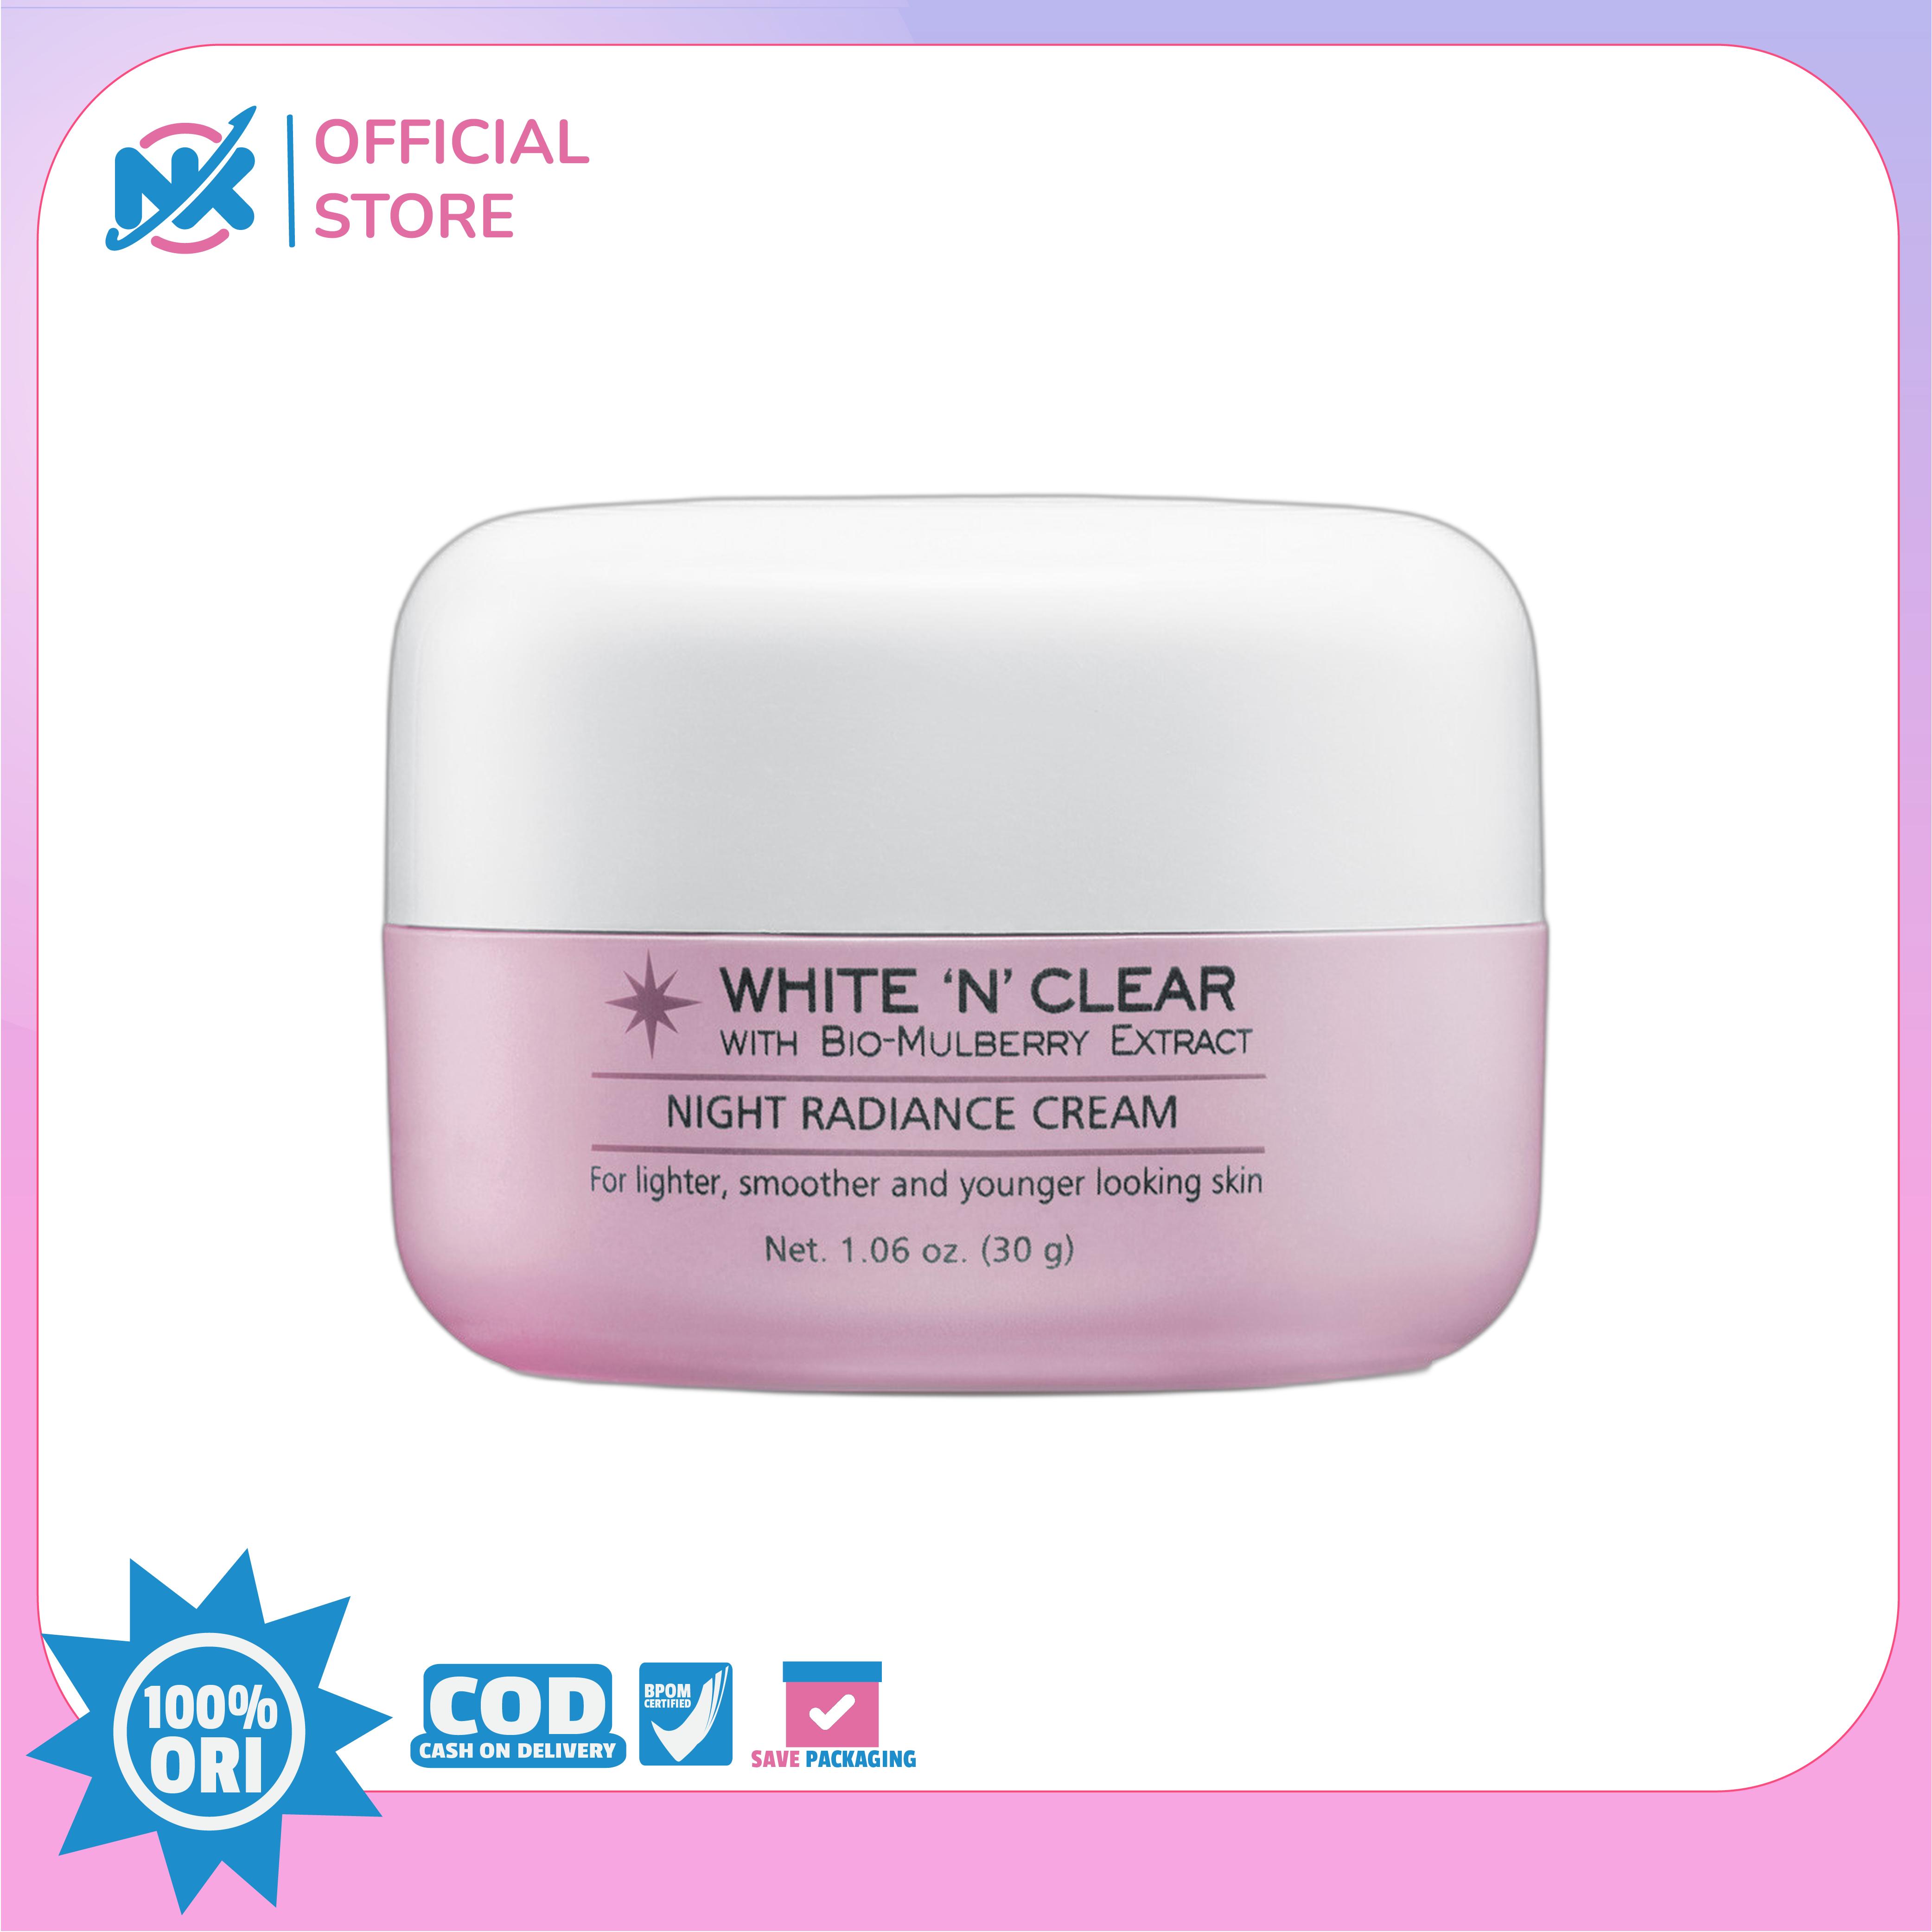 NK
OFFICIAL
STORE
WHITE ‘N’ CLEAR
WITH BIO-MULBERRY EXTRACT
NIGHT RADIANCE CREAM
For lighter, smoother and younger looking skin
Net. 1.06 oz. (30 g)
100%
ORI
COD
CASH ON DELIVERY
BPOM
CERTIFIED
SAVE PACKAGING